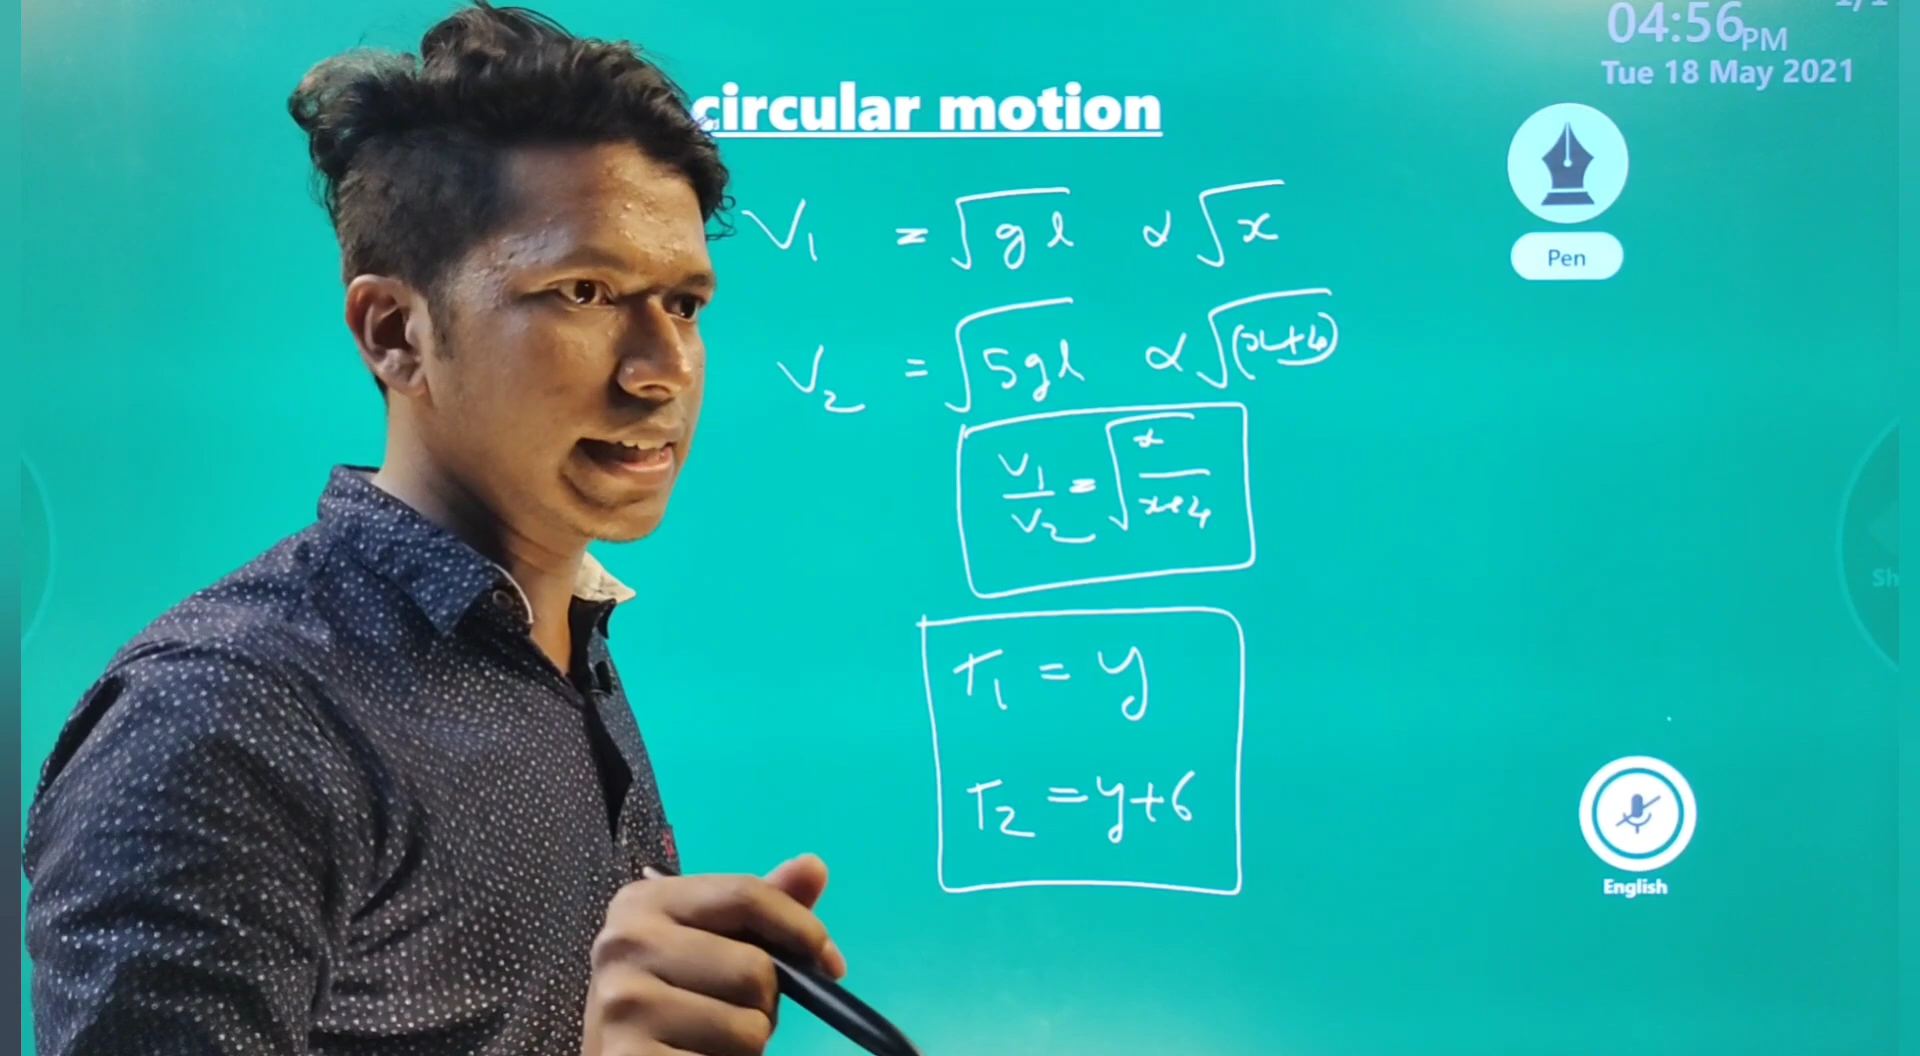 04:56PM
Tue 18 May 2021
circular motion
V₁ = √gl α √x
Pen
V₂ = √5gl α √(x+4)
V₁/V₂ = √x/x+4
T₁ = y
T₂ = y+6
English